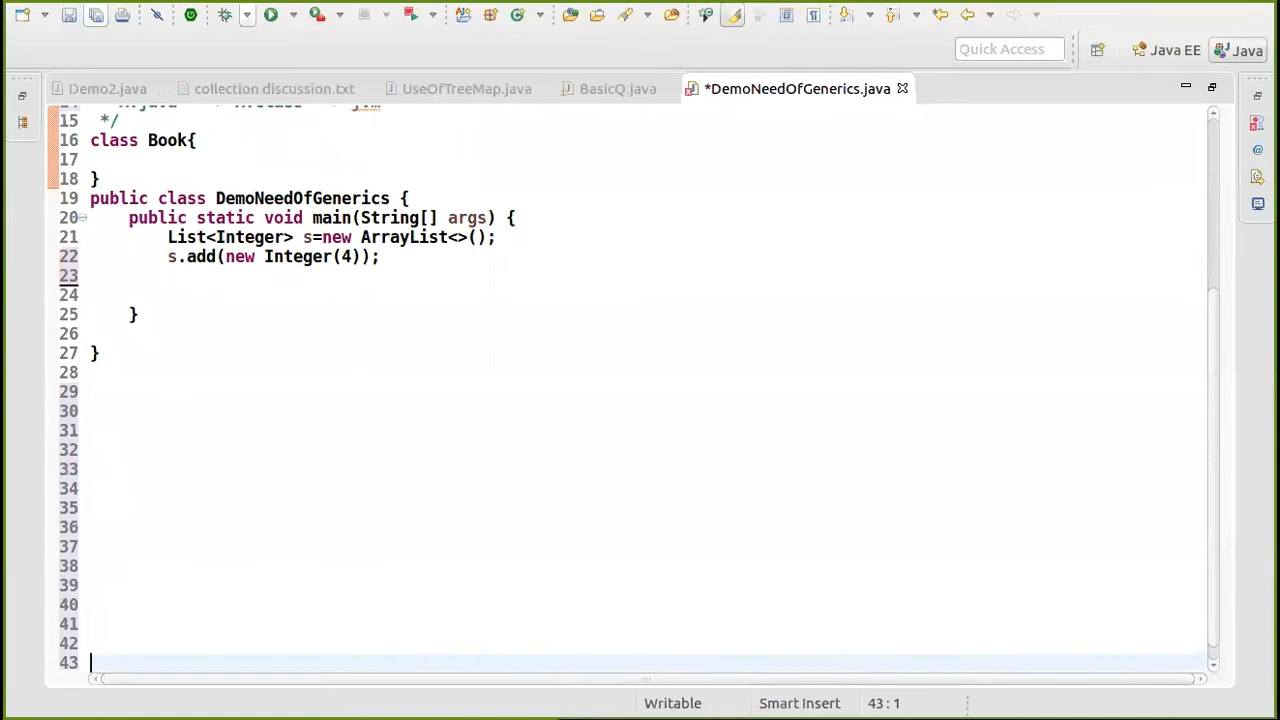 Quick Access
Java EE
Java
Demo2.java
collection discussion.txt
UseOfTreeMap.java
BasicQ.java
*DemoNeedOfGenerics.java
15 */
16 class Book{
17
18 }
19 public class DemoNeedOfGenerics {
20 public static void main(String[] args) {
21 List<Integer> s=new ArrayList<>();
22 s.add(new Integer(4));
23
24
25 }
26
27 }
28
29
30
31
32
33
34
35
36
37
38
39
40
41
42
43
Writable
Smart Insert
43 : 1